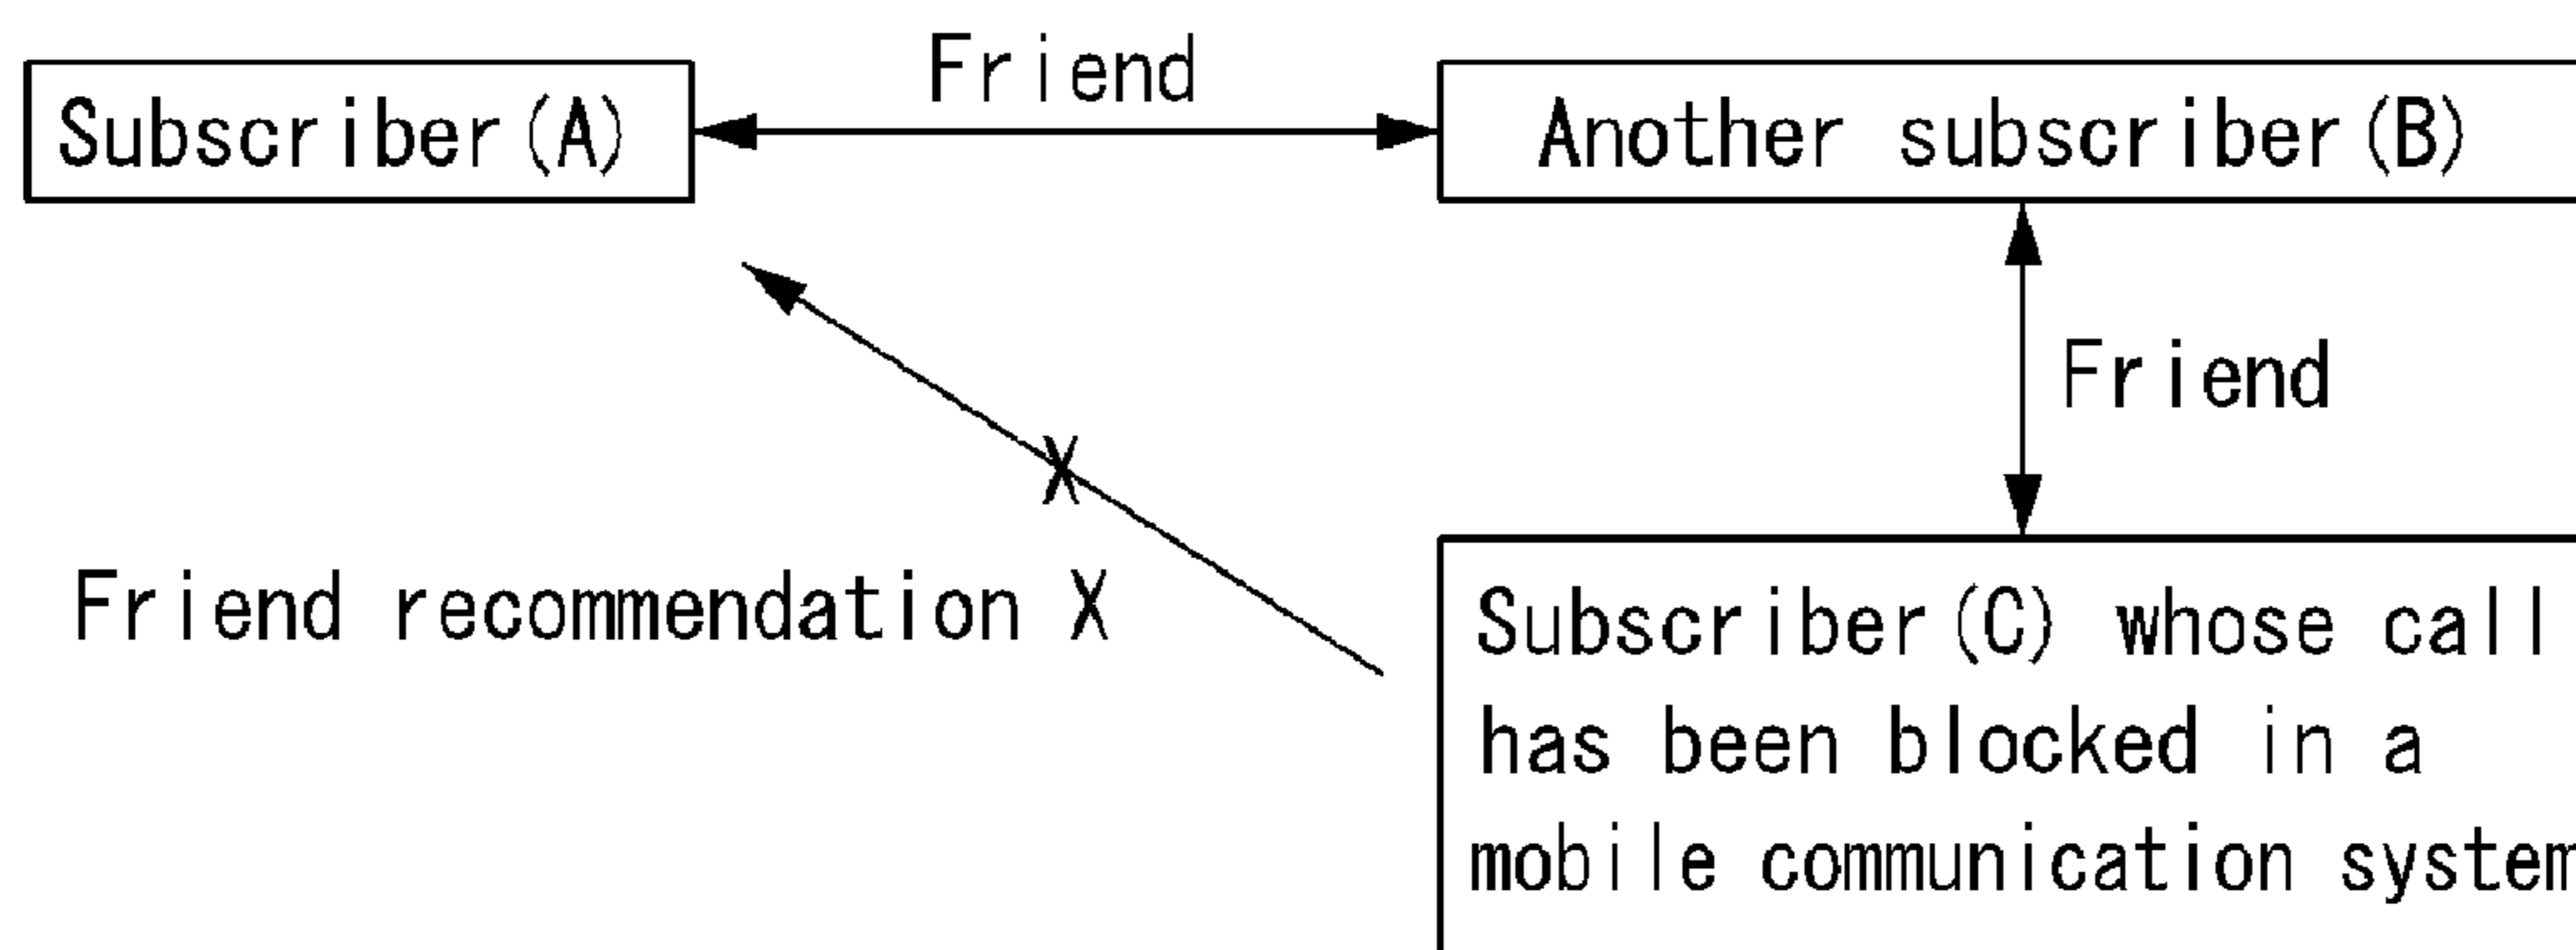 Friend
Subscriber(A)
Another subscriber(B)
Friend
X
Friend recommendation X
Subscriber(C) whose call
has been blocked in a
mobile communication system